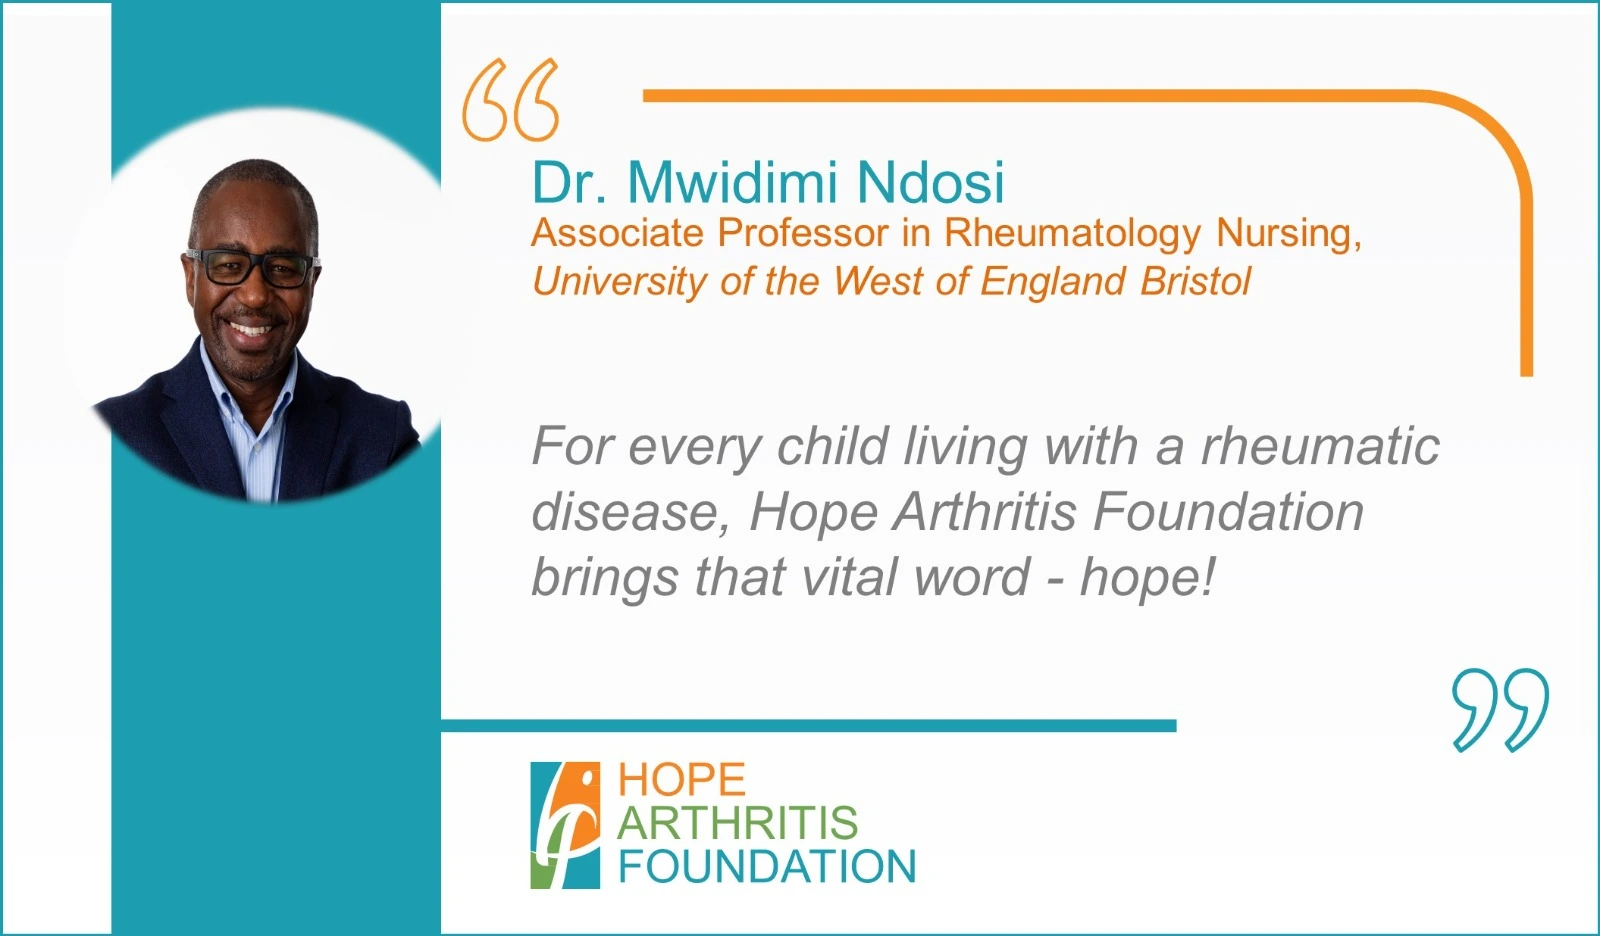 Dr. Mwidimi Ndosi
Associate Professor in Rheumatology Nursing,
University of the West of England Bristol
For every child living with a rheumatic
disease, Hope Arthritis Foundation
brings that vital word - hope!
HOPE
ARTHRITIS
FOUNDATION